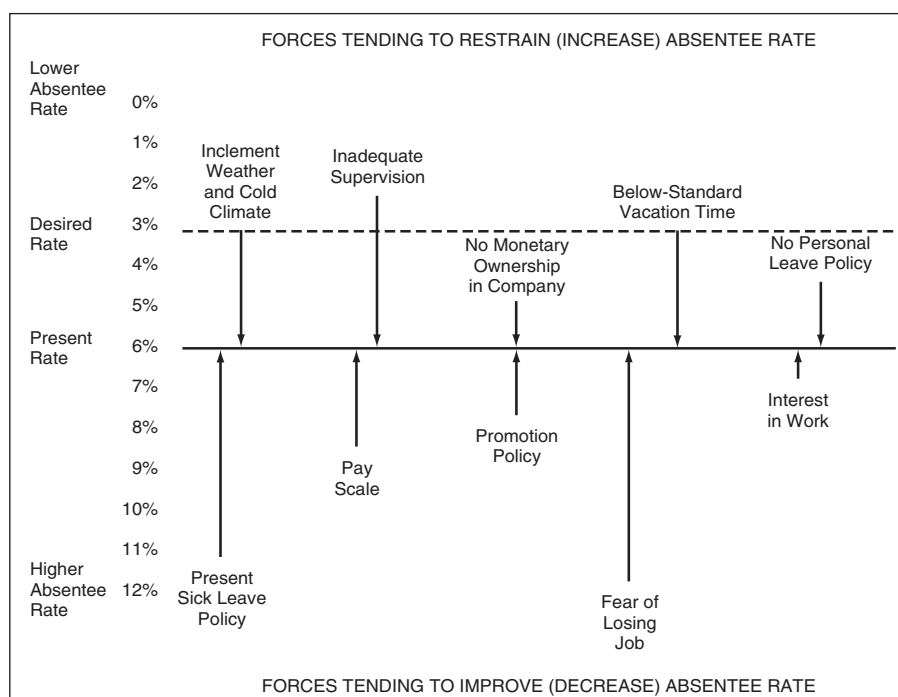 FORCES TENDING TO RESTRAIN (INCREASE) ABSENTEE RATE
Lower
Absentee
Rate
0%
1%
2%
Desired
Rate
3%
4%
5%
Present
Rate
6%
7%
8%
9%
10%
11%
Higher
Absentee
Rate
12%
Inclement
Weather
and Cold
Climate
Inadequate
Supervision
No Monetary
Ownership
in Company
Below-Standard
Vacation Time
No Personal
Leave Policy
Present
Sick Leave
Policy
Pay
Scale
Promotion
Policy
Fear of
Losing
Job
Interest
in Work
FORCES TENDING TO IMPROVE (DECREASE) ABSENTEE RATE